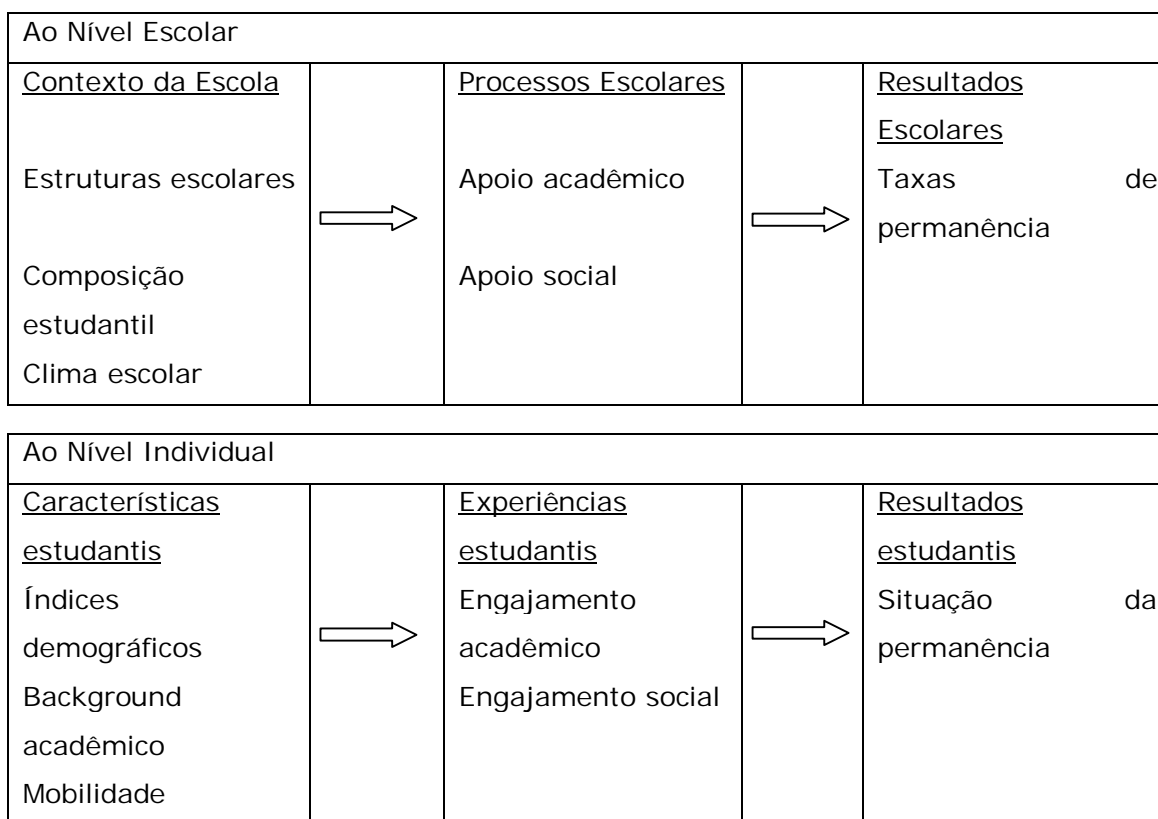 Ao Nível Escolar
Contexto da Escola
Estruturas escolares
Composição
estudantil
Clima escolar
Processos Escolares
Apoio acadêmico
Apoio social
Resultados
Escolares
Taxas de
permanência
Ao Nível Individual
Características
estudantis
Índices
demográficos
Background
acadêmico
Mobilidade
Experiências
estudantis
Engajamento
acadêmico
Engajamento social
Resultados
estudantis
Situação da
permanência